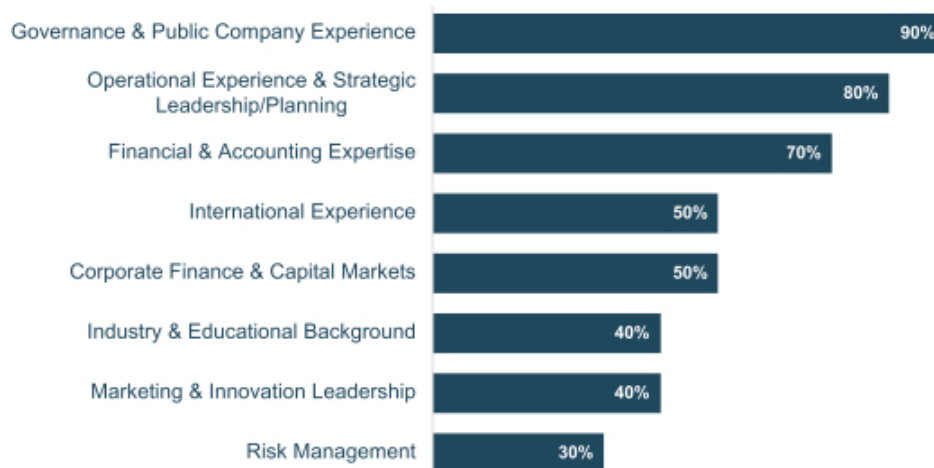 Governance & Public Company Experience 90%
Operational Experience & Strategic
Leadership/Planning 80%
Financial & Accounting Expertise 70%
International Experience 50%
Corporate Finance & Capital Markets 50%
Industry & Educational Background 40%
Marketing & Innovation Leadership 40%
Risk Management 30%